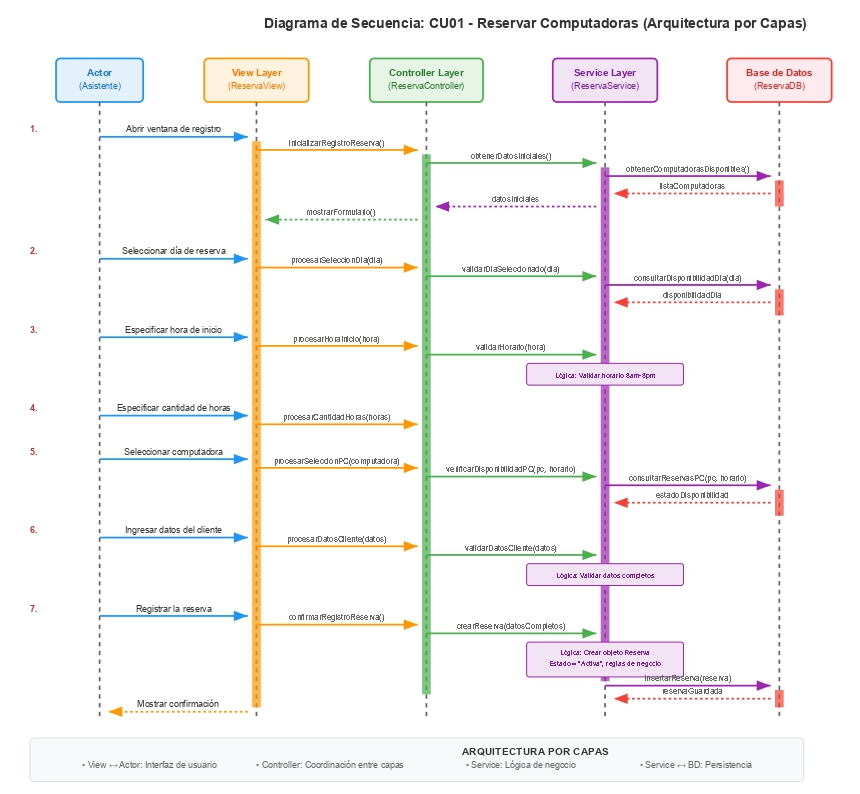 Diagrama de Secuencia: CU01 - Reservar Computadoras (Arquitectura por Capas)
Actor
(Asistente)
View Layer
(ReservaView)
Controller Layer
(ReservaController)
Service Layer
(ReservaService)
Base de Datos
(ReservaDB)
1.
Abrir ventana de registro
inicializarRegistroReserva()
obtenerDatosIniciales()
obtenerComputadorasDisponibles()
listaComputadoras
datosIniciales
mostrarFormulario()
2.
Seleccionar día de reserva
procesarSeleccionDia(dia)
validarDiaSeleccionado(dia)
consultarDisponibilidadDia(dia)
disponibilidadDia
3.
Especificar hora de inicio
procesarHoraInicio(hora)
validarHorario(hora)
Lógica: Validar horario 8am-8pm
4.
Especificar cantidad de horas
procesarCantidadHoras(horas)
5.
Seleccionar computadora
procesarSeleccionPC(computadora)
verificarDisponibilidadPC(pc, horario)
consultarReservasPC(pc, horario)
estadoDisponibilidad
6.
Ingresar datos del cliente
procesarDatosCliente(datos)
validarDatosCliente(datos)
Lógica: Validar datos completos
7.
Registrar la reserva
confirmarRegistroReserva()
crearReserva(datosCompletos)
Lógica: Crear objeto Reserva
Estado = "Activa", reglas de negocio
insertarReserva(reserva)
reservaGuardada
Mostrar confirmación
ARQUITECTURA POR CAPAS
• View ↔ Actor: Interfaz de usuario
• Controller: Coordinación entre capas
• Service: Lógica de negocio
• Service ↔ BD: Persistencia